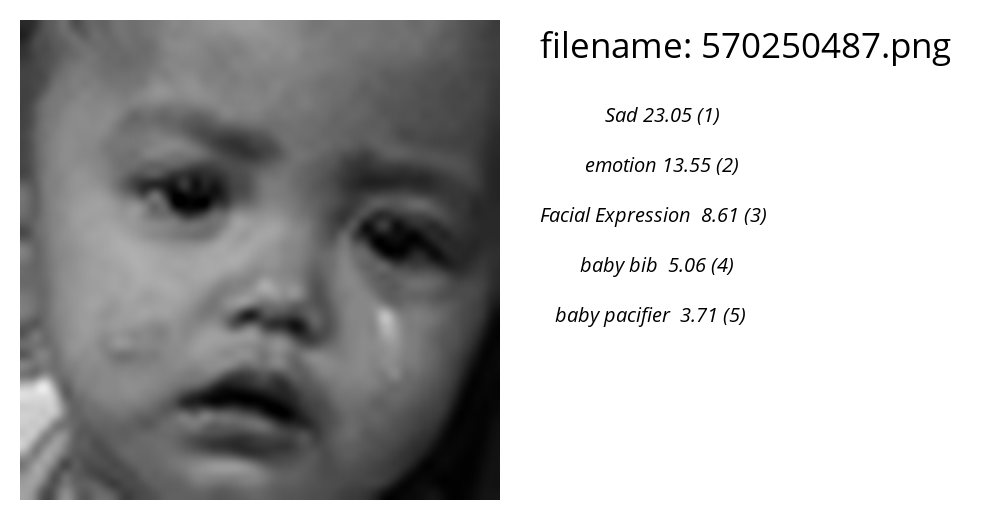 filename: 570250487.png
Sad 23.05 (1)
emotion 13.55 (2)
Facial Expression 8.61 (3)
baby bib 5.06 (4)
baby pacifier 3.71 (5)